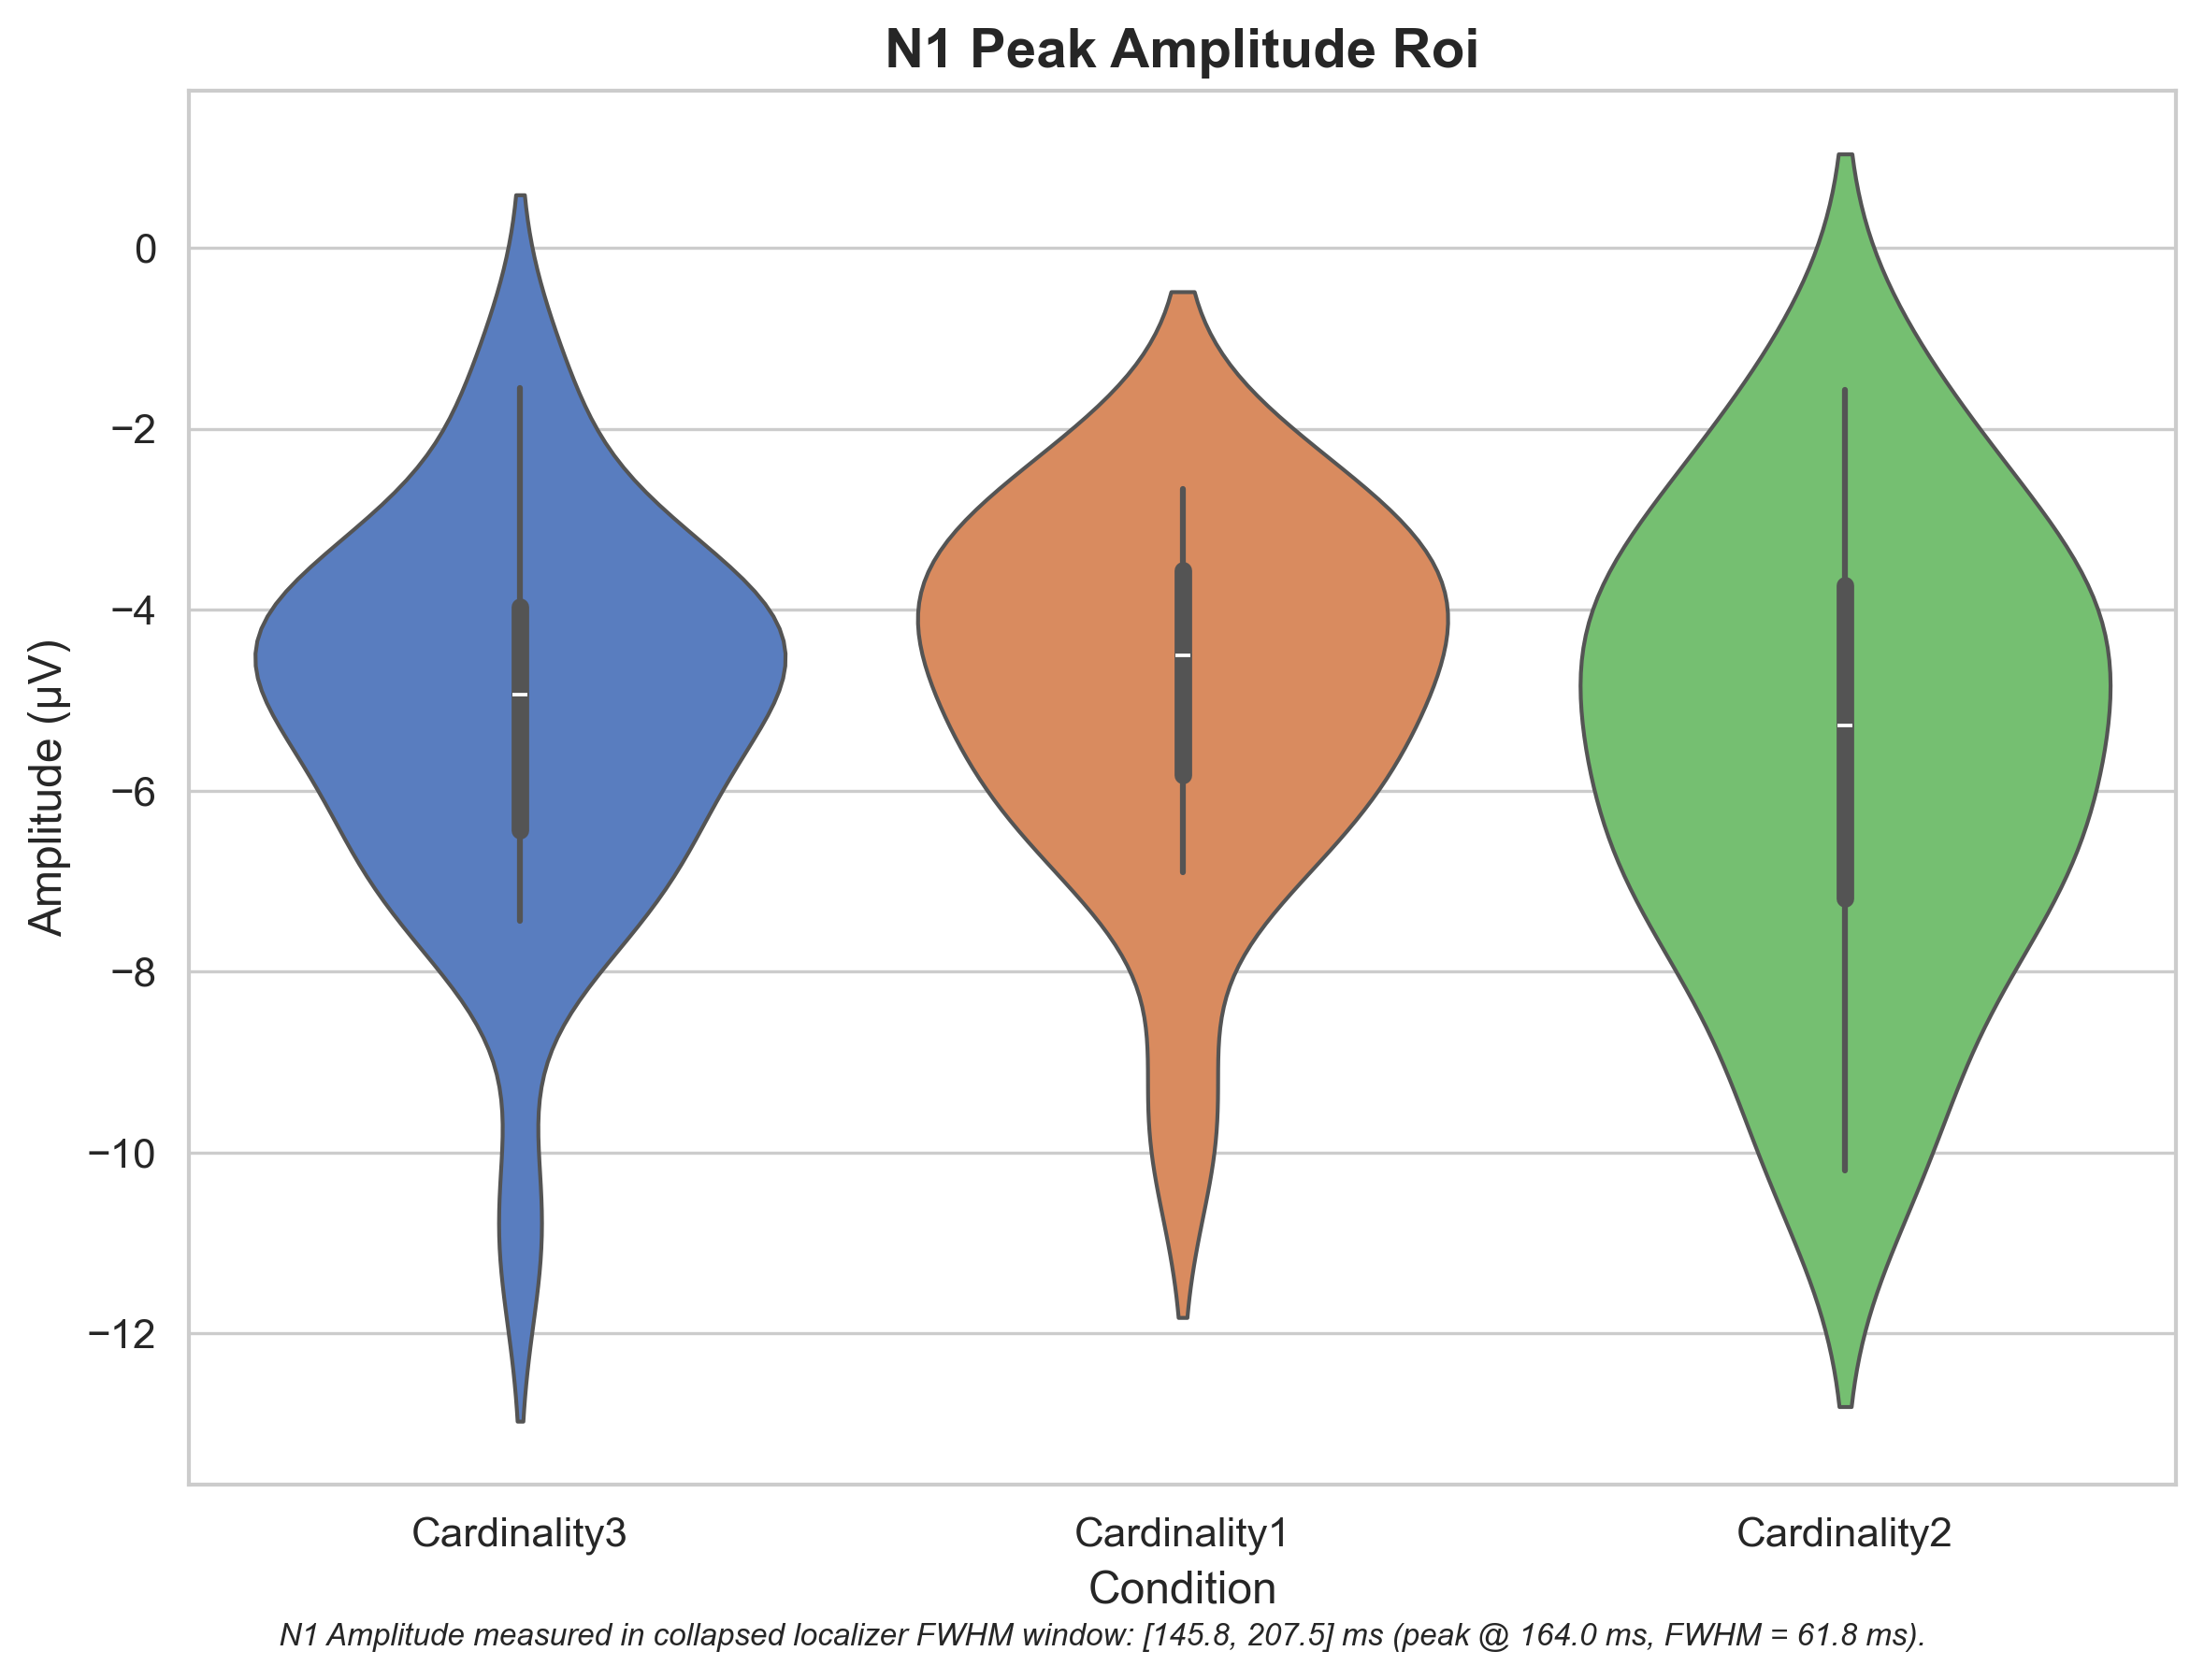 N1 Peak Amplitude Roi
Amplitude (µV)
0
−2
−4
−6
−8
−10
−12
Cardinality3
Cardinality1
Cardinality2
Condition
N1 Amplitude measured in collapsed localizer FWHM window: [145.8, 207.5] ms (peak @ 164.0 ms, FWHM = 61.8 ms).